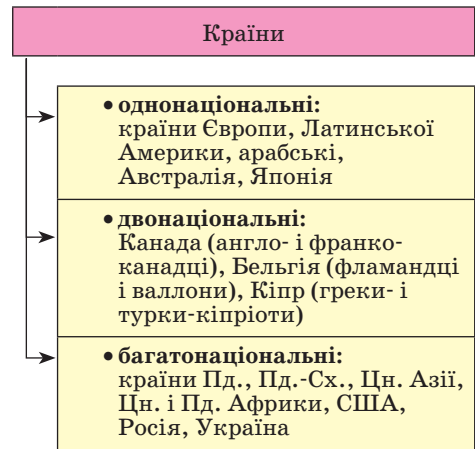 Країни
• однонаціональні:
країни Європи, Латинської
Америки, арабські,
Австралія, Японія
• двонаціональні:
Канада (англо- і франко-
канадці), Бельгія (фламандці
і валлони), Кіпр (греки- і
турки-кіпріоти)
• багатонаціональні:
країни Пд., Пд.-Сх., Цн. Азії,
Цн. і Пд. Африки, США,
Росія, Україна